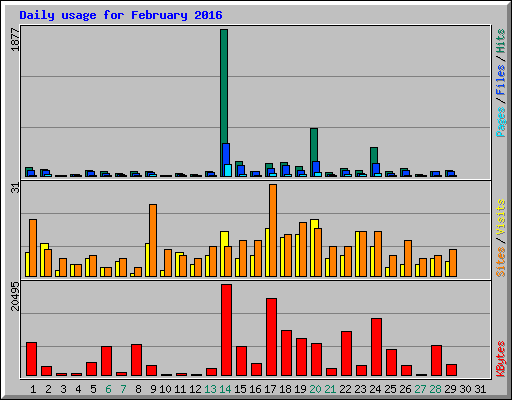 Daily usage for February 2016
1877
Pages / Files / Hits
31
Sites / Visits
20495
KBytes
1 2 3 4 5 6 7 8 9 10 11 12 13 14 15 16 17 18 19 20 21 22 23 24 25 26 27 28 29 30 31